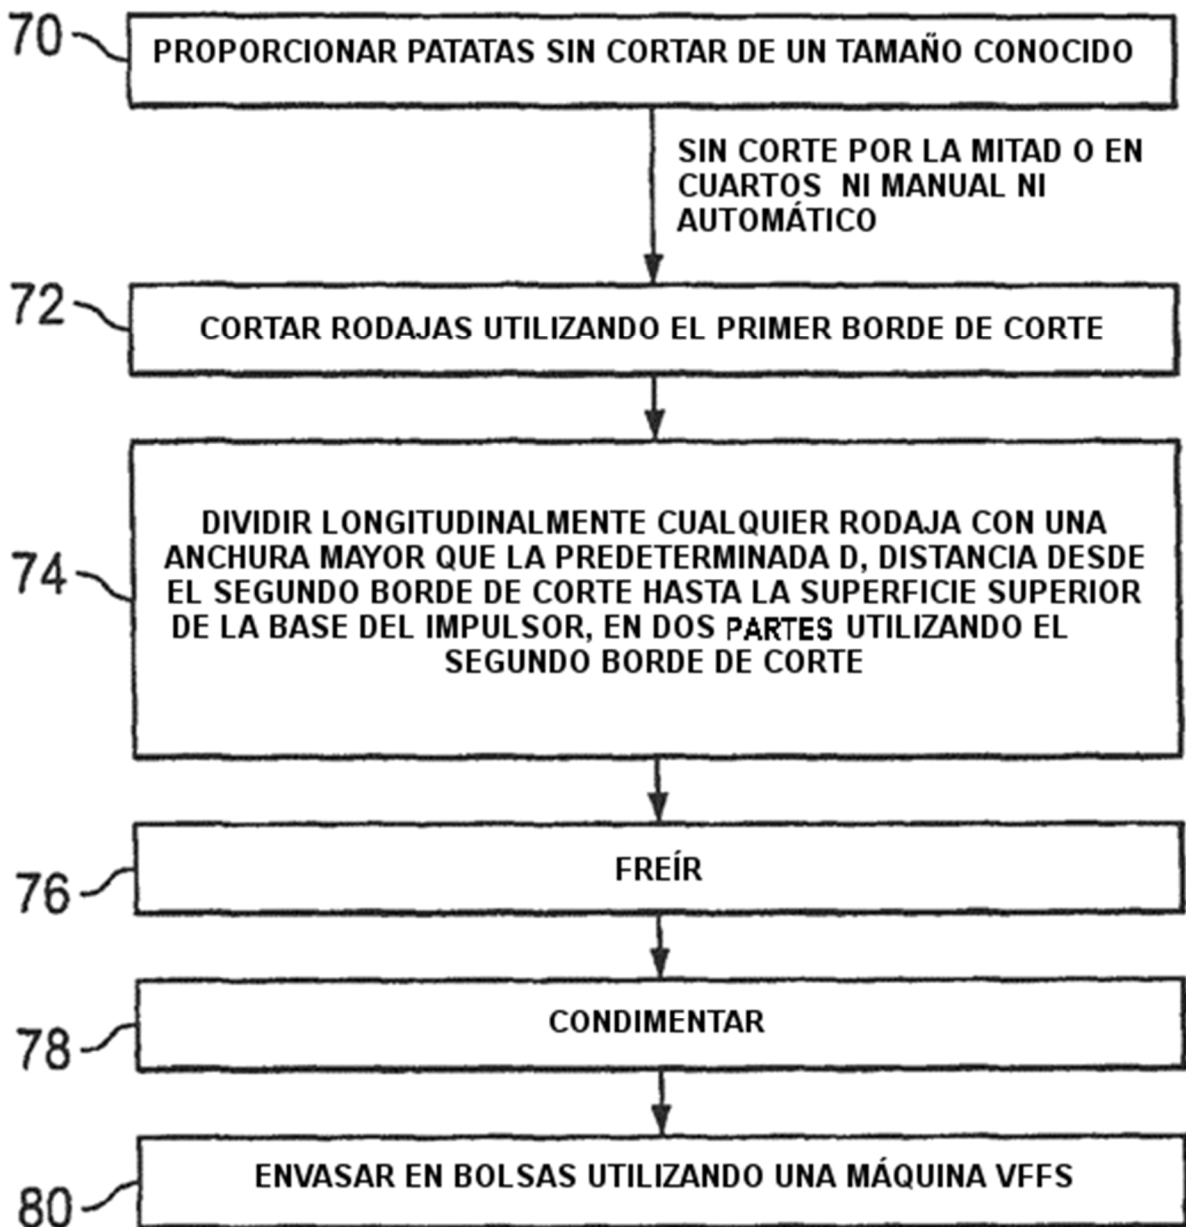 70
PROPORCIONAR PATATAS SIN CORTAR DE UN TAMAÑO CONOCIDO
SIN CORTE POR LA MITAD O EN
CUARTOS NI MANUAL NI
AUTOMÁTICO
72
CORTAR RODAJAS UTILIZANDO EL PRIMER BORDE DE CORTE
74
DIVIDIR LONGITUDINALMENTE CUALQUIER RODAJA CON UNA
ANCHURA MAYOR QUE LA PREDETERMINADA D, DISTANCIA DESDE
EL SEGUNDO BORDE DE CORTE HASTA LA SUPERFICIE SUPERIOR
DE LA BASE DEL IMPULSOR, EN DOS PARTES UTILIZANDO EL
SEGUNDO BORDE DE CORTE
76
FREÍR
78
CONDIMENTAR
80
ENVASAR EN BOLSAS UTILIZANDO UNA MÁQUINA VFFS